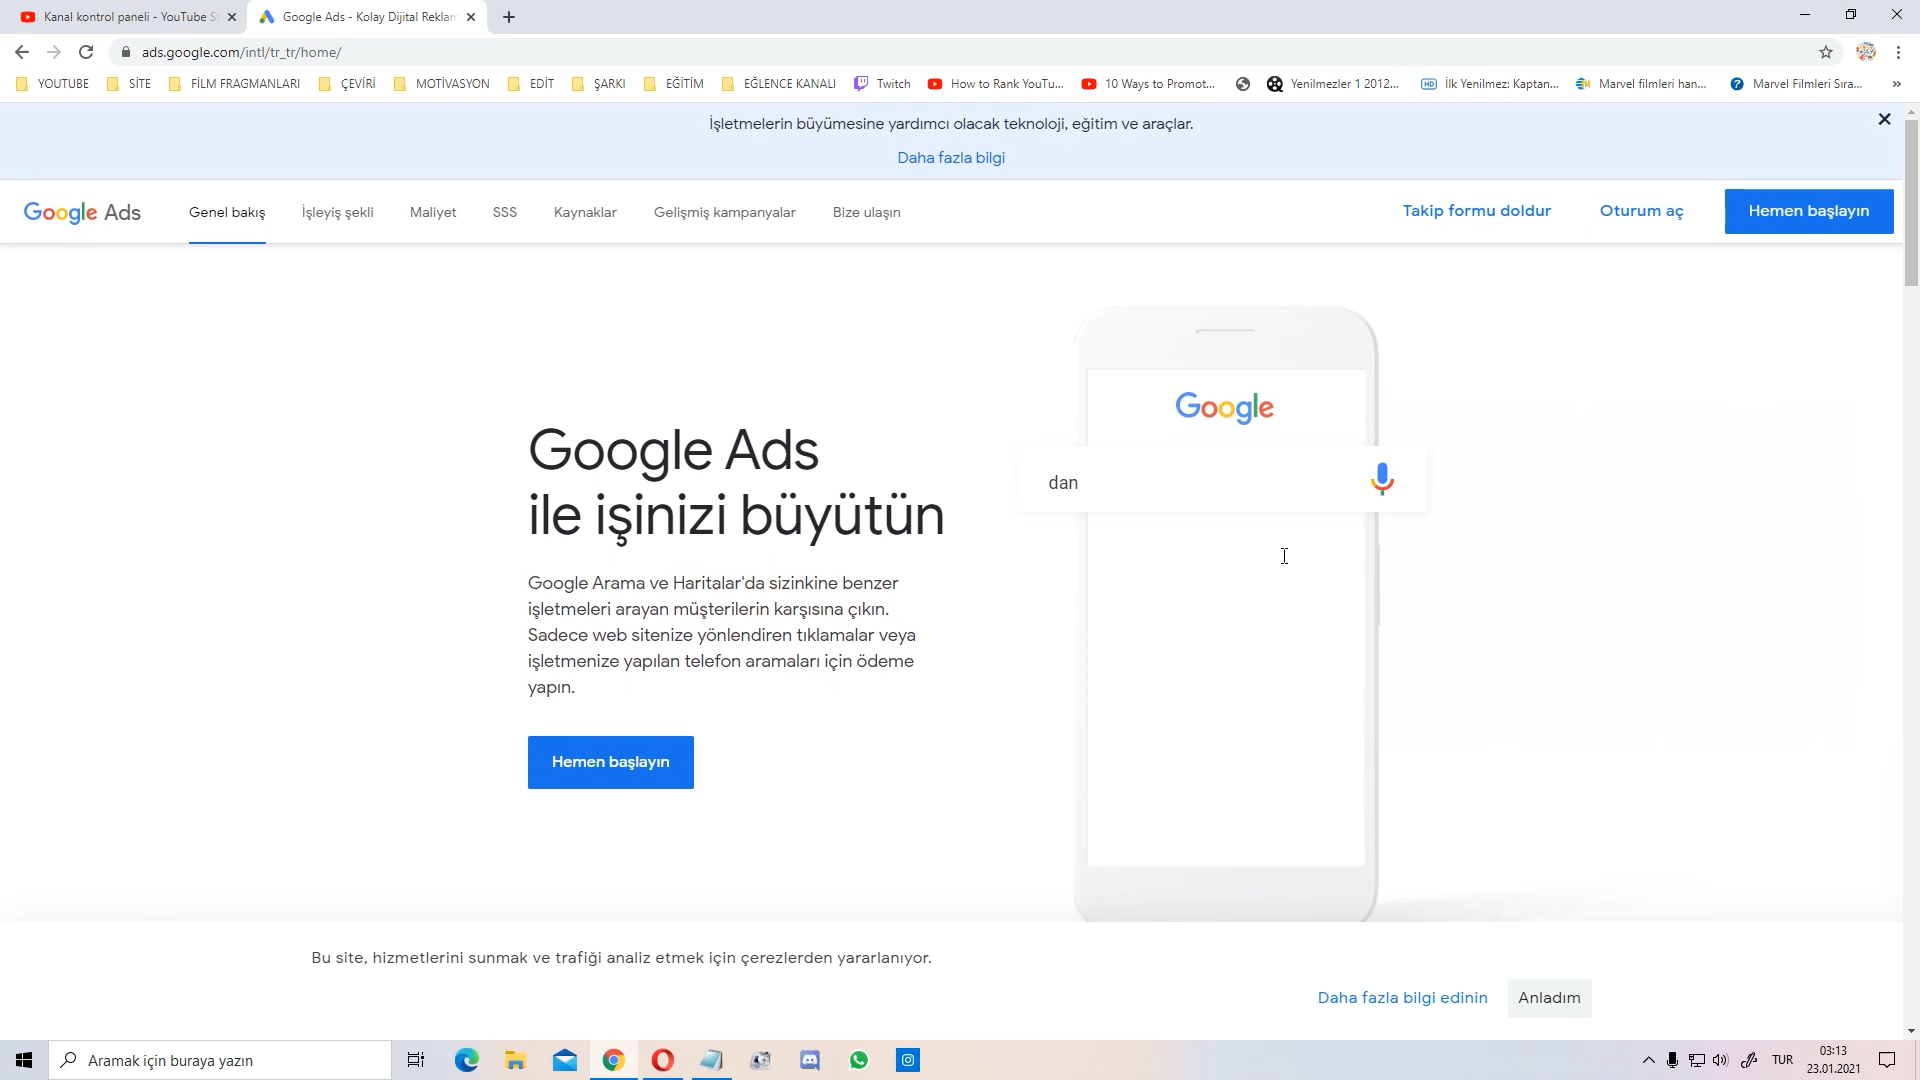 Kanal kontrol paneli - YouTube S
Google Ads - Kolay Dijital Reklam
ads.google.com/intl/tr_tr/home/
YOUTUBE
SİTE
FİLM FRAGMANLARI
ÇEVİRİ
MOTİVASYON
EDİT
ŞARKI
EĞİTİM
EĞLENCE KANALI
Twitch
How to Rank YouTu...
10 Ways to Promot...
Yenilmezler 1 2012...
HD
İlk Yenilmez: Kaptan...
Marvel filmleri han...
Marvel Filmleri Sıra...
İşletmelerin büyümesine yardımcı olacak teknoloji, eğitim ve araçlar.
Daha fazla bilgi
Google Ads
Genel bakış
İşleyiş şekli
Maliyet
SSS
Kaynaklar
Gelişmiş kampanyalar
Bize ulaşın
Takip formu doldur
Oturum aç
Hemen başlayın
Google
dan
Google Ads
ile işinizi büyütün
Google Arama ve Haritalar'da sizinkine benzer
işletmeleri arayan müşterilerin karşısına çıkın.
Sadece web sitenize yönlendiren tıklamalar veya
işletmenize yapılan telefon aramaları için ödeme
yapın.
Hemen başlayın
Bu site, hizmetlerini sunmak ve trafiği analiz etmek için çerezlerden yararlanıyor.
Daha fazla bilgi edinin
Anladım
Aramak için buraya yazın
TUR
03:13
23.01.2021